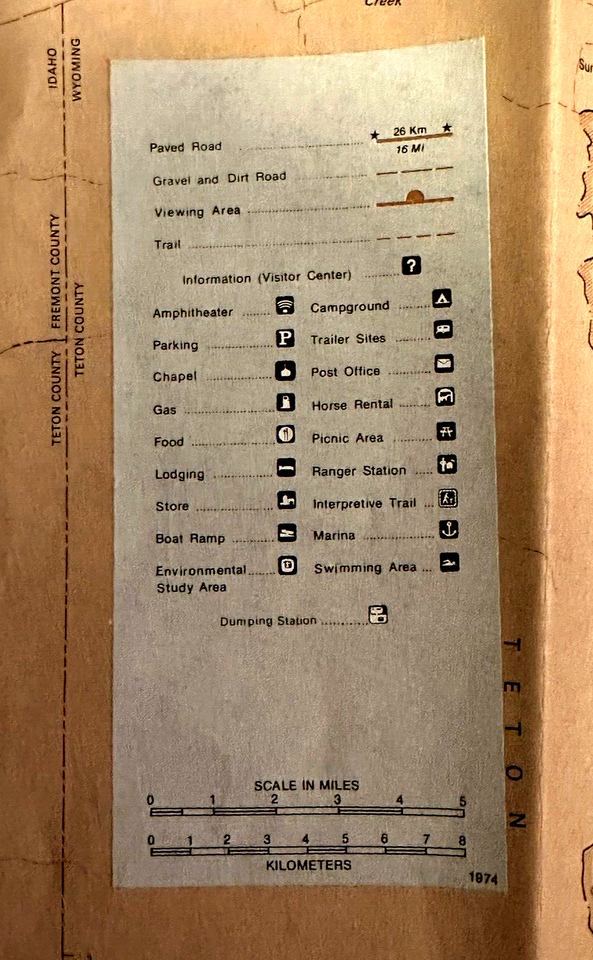 Creek
IDAHO
WYOMING
FREMONT COUNTY
TETON COUNTY
TETON COUNTY
Paved Road
26 Km
16 Mi
Gravel and Dirt Road
Viewing Area
Trail
Information (Visitor Center) ?
Amphitheater
Campground
Parking P
Trailer Sites
Chapel
Post Office
Gas
Horse Rental
Food
Picnic Area
Lodging
Ranger Station
Store
Interpretive Trail
Boat Ramp
Marina
Environmental
Study Area
Swimming Area
Dumping Station
TETON
SCALE IN MILES
0 1 2 3 4 5
0 1 2 3 4 5 6 7 8
KILOMETERS
1974